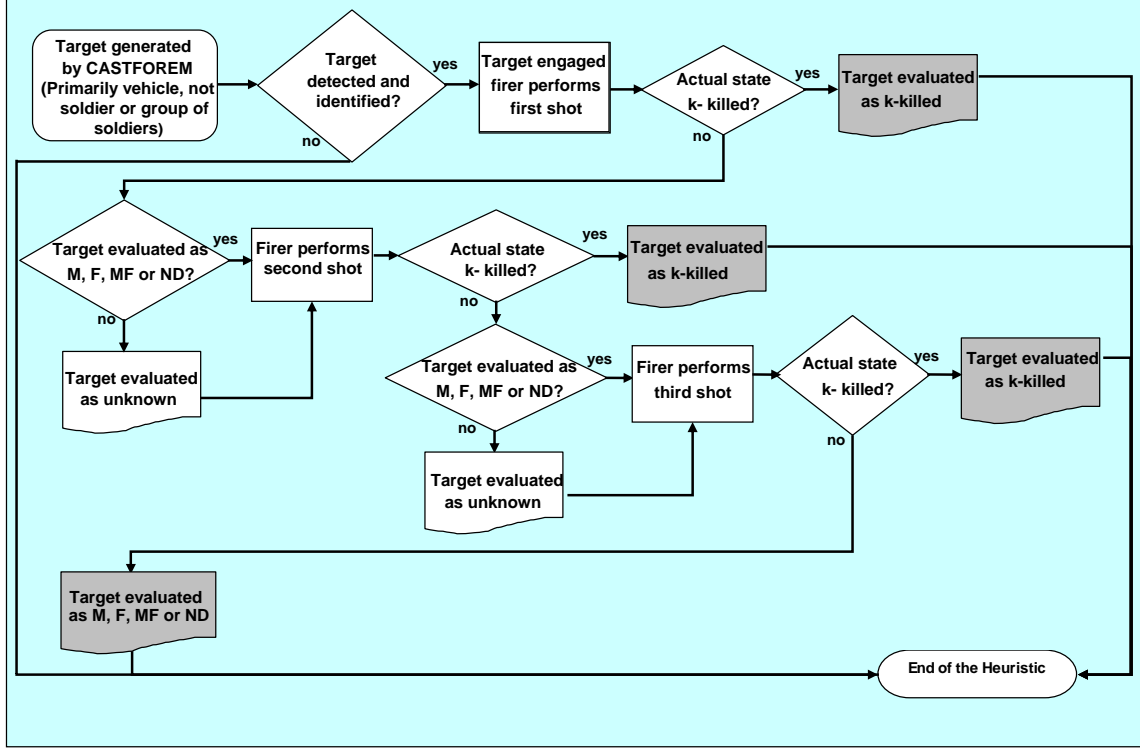 Target generated
by CASTFOREM
(Primarily vehicle, not
soldier or group of
soldiers)
Target
detected and
identified?
yes
no
Target engaged
firer performs
first shot
Actual state
k- killed?
yes
no
Target evaluated
as k-killed
Target evaluated as
M, F, MF or ND?
yes
no
Firer performs
second shot
Actual state
k- killed?
yes
no
Target evaluated
as k-killed
Target evaluated
as unknown
Target evaluated as
M, F, MF or ND?
yes
no
Firer performs
third shot
Actual state
k- killed?
yes
no
Target evaluated
as k-killed
Target evaluated
as unknown
Target evaluated
as M, F, MF or ND
End of the Heuristic